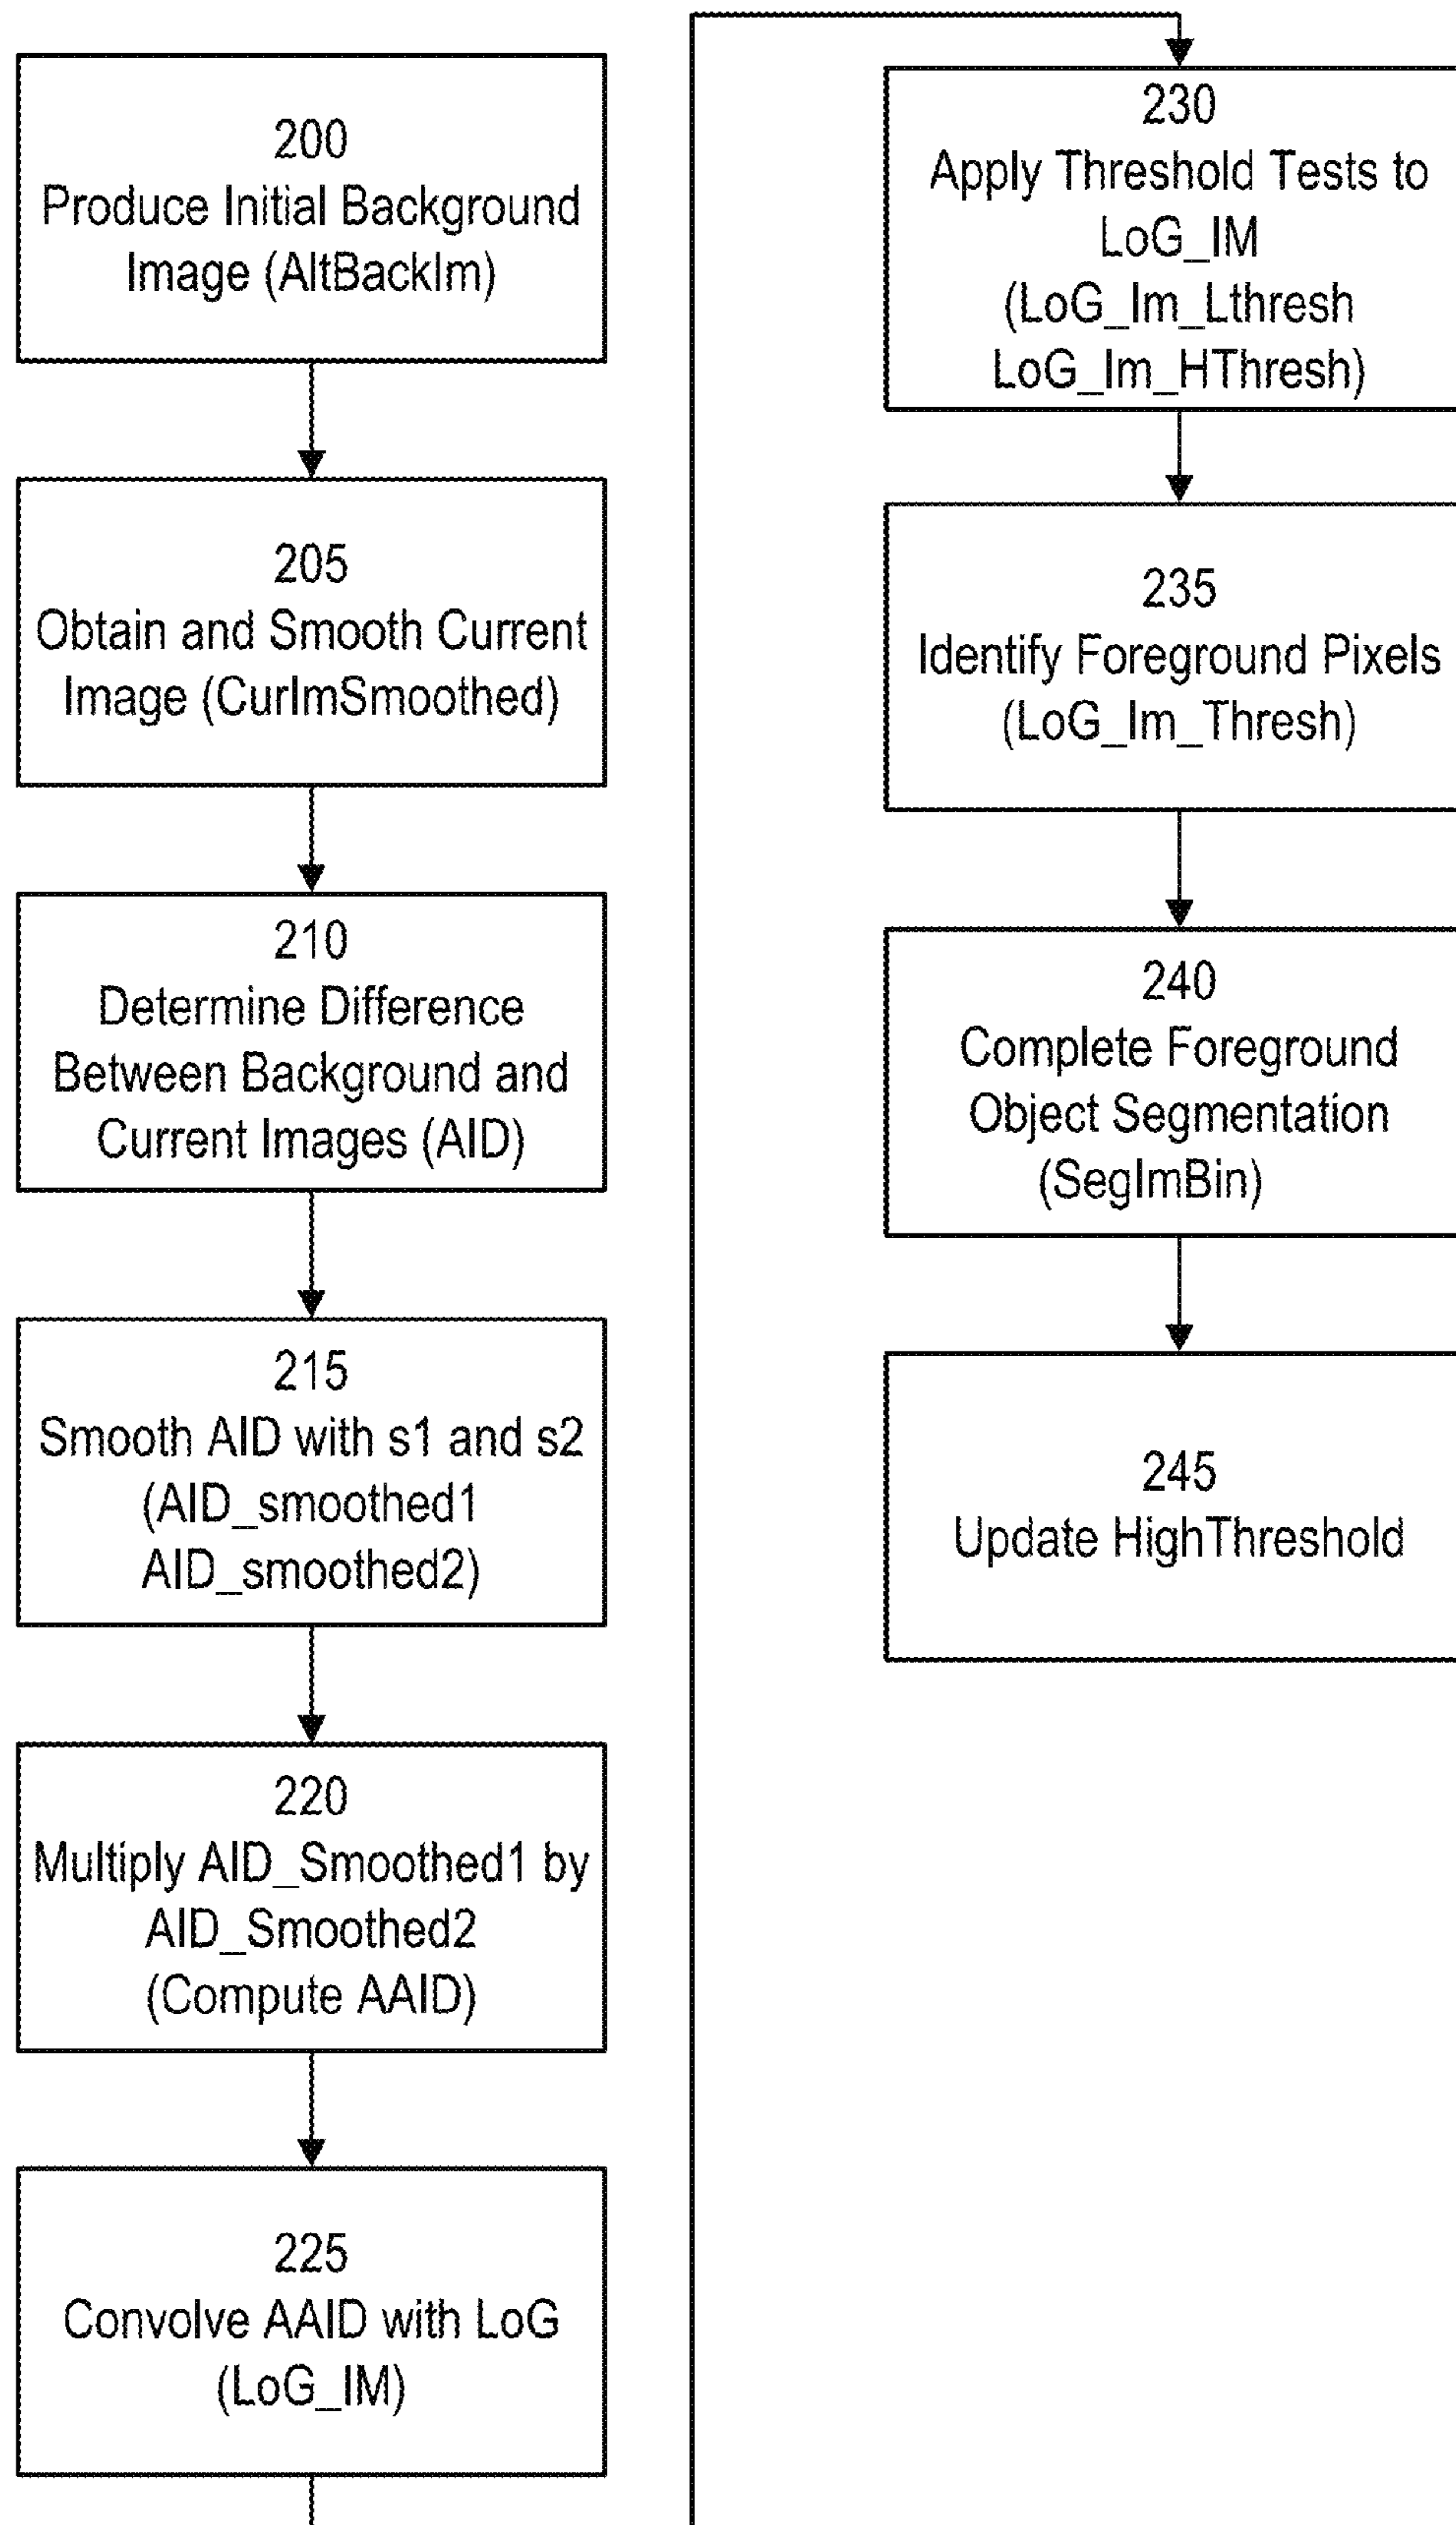 200
Produce Initial Background
Image (AltBackIm)
205
Obtain and Smooth Current
Image (CurImSmoothed)
210
Determine Difference
Between Background and
Current Images (AID)
215
Smooth AID with s1 and s2
(AID_smoothed1
AID_smoothed2)
220
Multiply AID_Smoothed1 by
AID_Smoothed2
(Compute AAID)
225
Convolve AAID with LoG
(LoG_IM)
230
Apply Threshold Tests to
LoG_IM
(LoG_Im_Lthresh
LoG_Im_HThresh)
235
Identify Foreground Pixels
(LoG_Im_Thresh)
240
Complete Foreground
Object Segmentation
(SegImBin)
245
Update HighThreshold